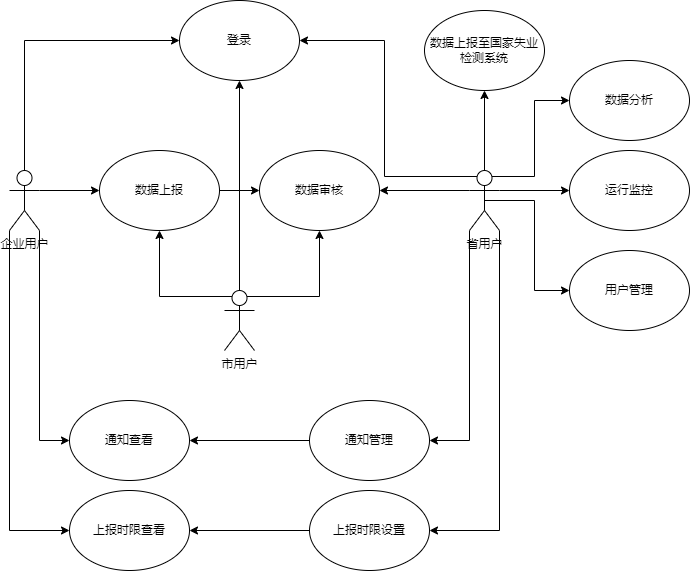 登录
数据上报至国家失业
检测系统
数据分析
数据上报
数据审核
运行监控
企业用户
省用户
用户管理
市用户
通知查看
通知管理
上报时限查看
上报时限设置